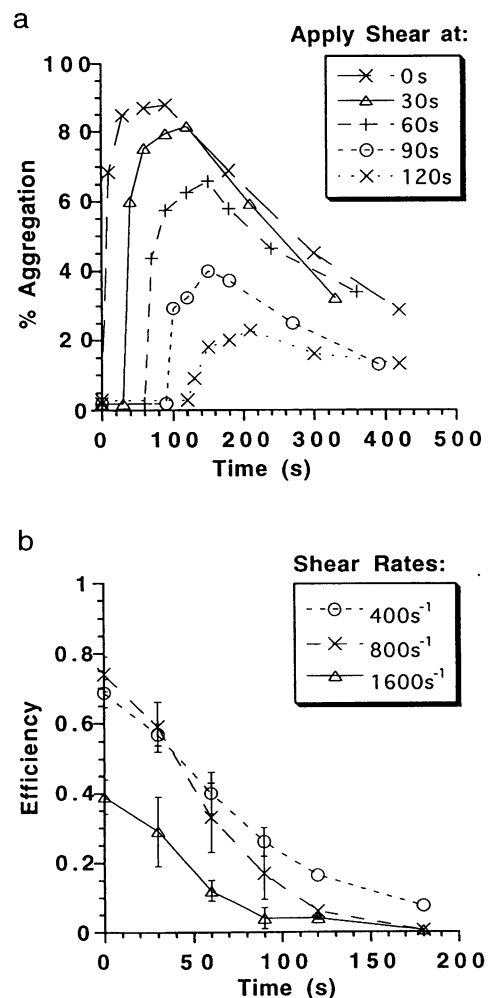 a
Apply Shear at:
0s
30s
60s
90s
120s
% Aggregation
100
80
60
40
20
0
0 100 200 300 400 500
Time (s)
b
Shear Rates:
400s⁻¹
800s⁻¹
1600s⁻¹
Efficiency
1
0.8
0.6
0.4
0.2
0
0 50 100 150 200
Time (s)